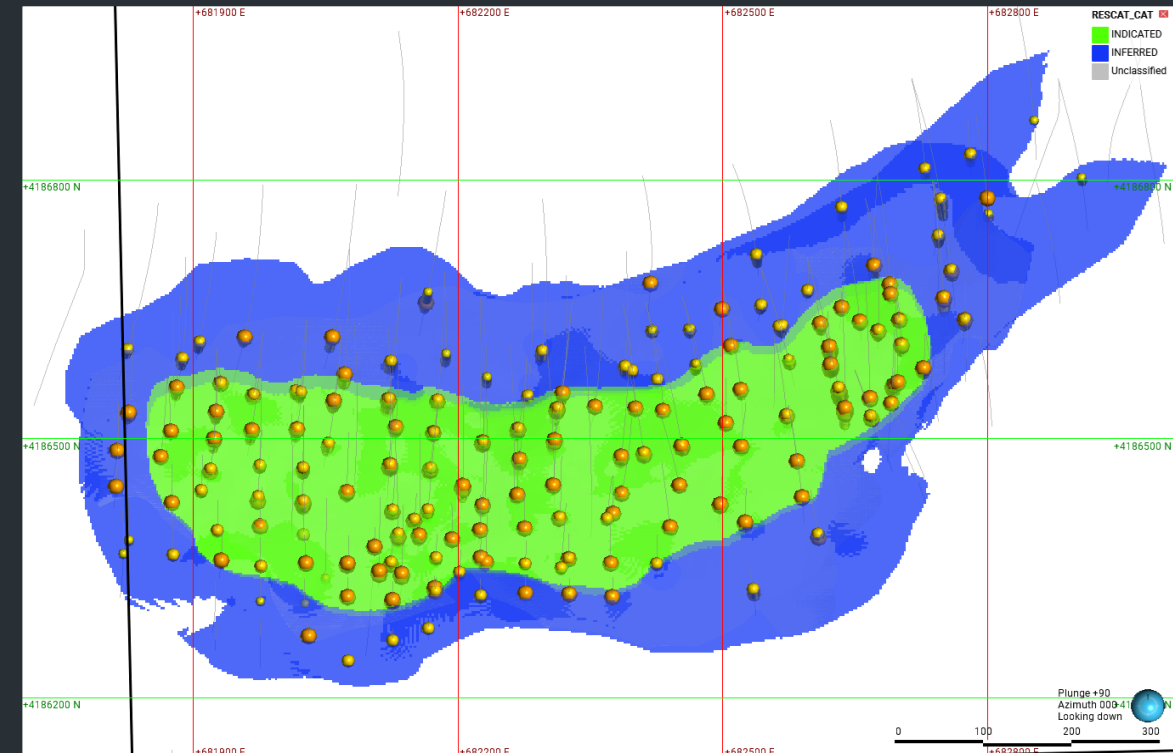 +681900 E
+682200 E
+682500 E
+682800 E
RESCAT_CAT
INDICATED
INFERRED
Unclassified
+4186800 N
+4186800 N
+4186500 N
+4186500 N
Plunge +90
Azimuth 000
Looking down
+4186200 N
0 100 200 300
+681900 E
+682200 E
+682500 E
+682800 E